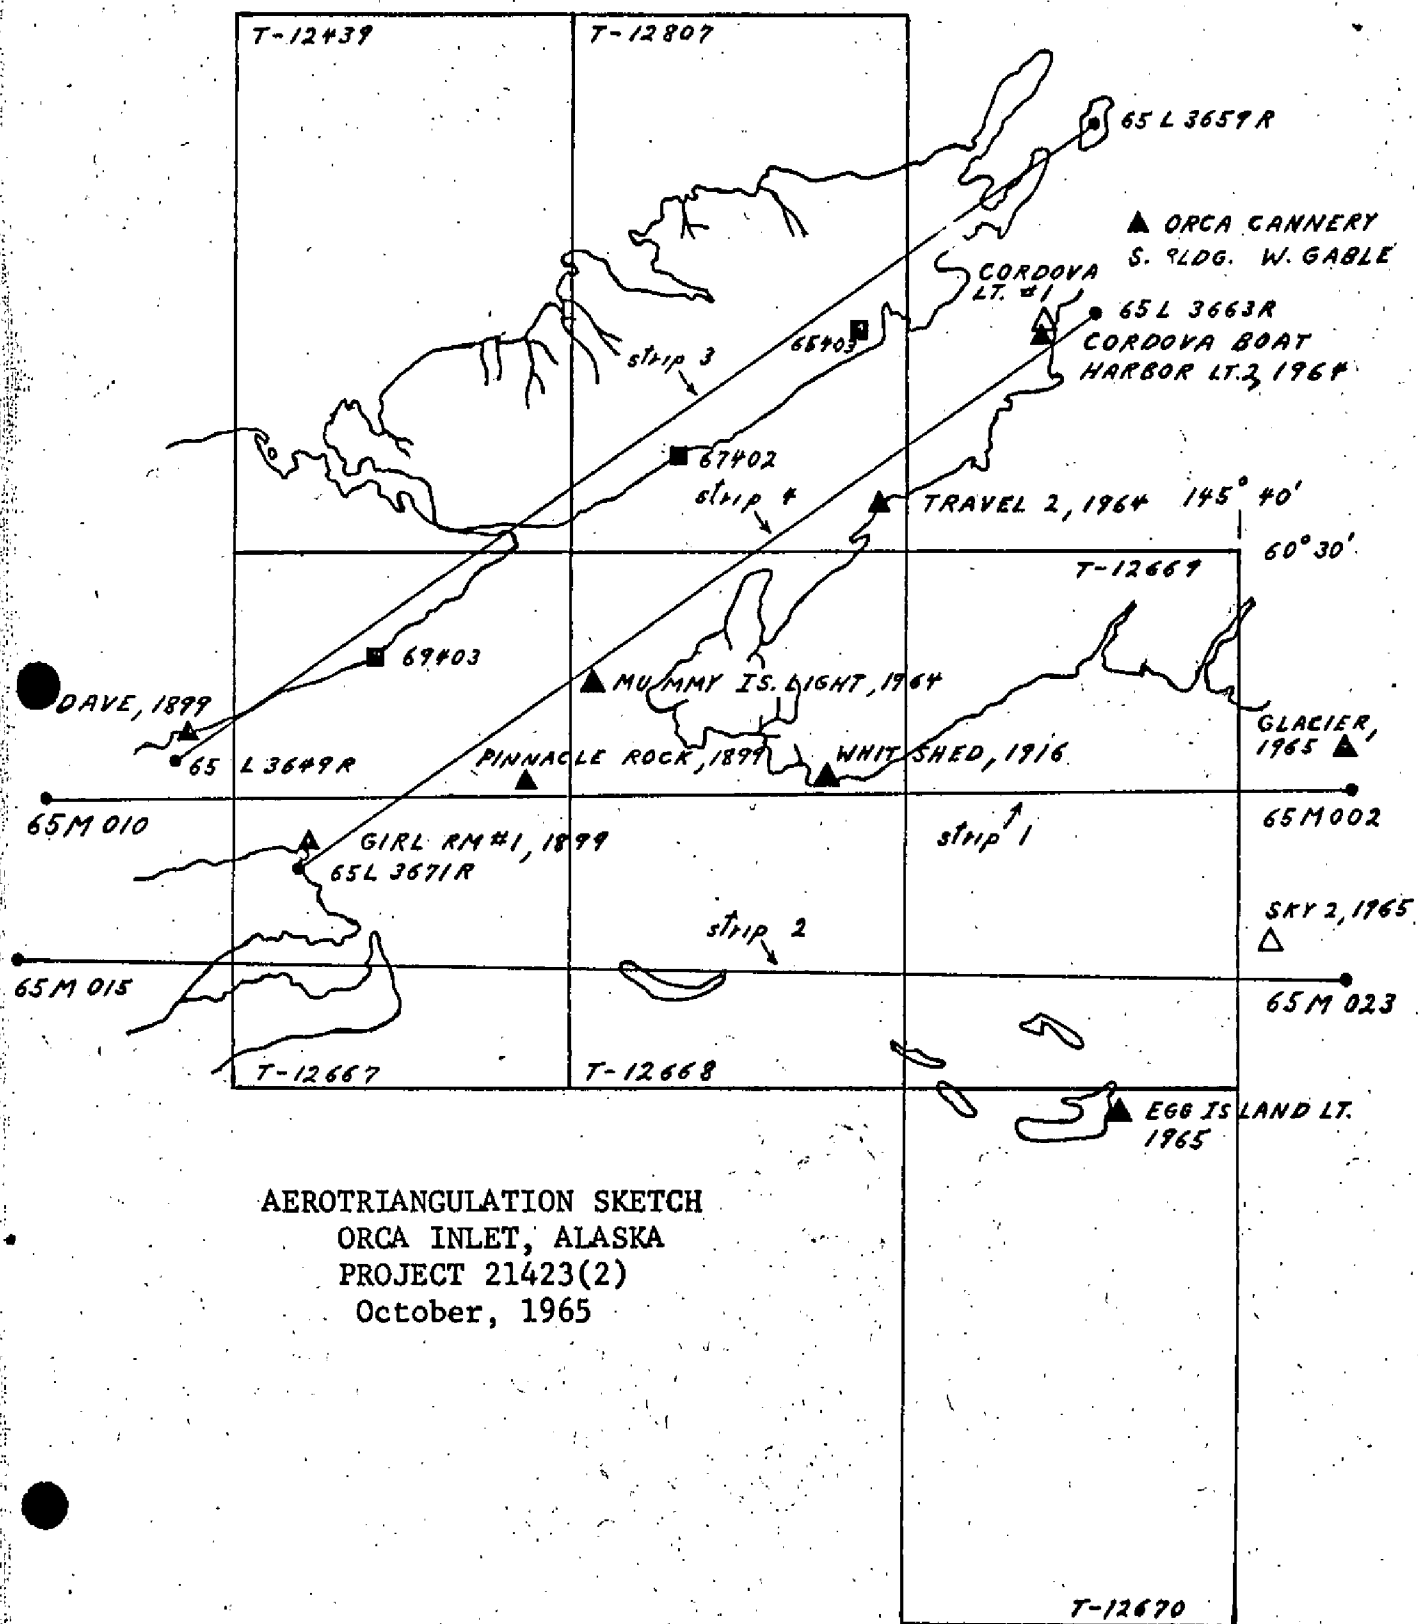 T-12439
T-12807
65 L 3659 R
ORCA CANNERY
S. BLDG. W. GABLE
CORDOVA
LT. #1
65 L 3663 R
CORDOVA BOAT
HARBOR LT. 2, 1964
65403
strip 3
67402
strip 4
TRAVEL 2, 1964
145° 40'
60° 30'
T-12669
69403
MUMMY IS. LIGHT, 1964
DAVE, 1899
65 L 3649 R
PINNACLE ROCK, 1899
WHITSHED, 1916
GLACIER,
1965
65 M 010
strip 1
65 M 002
GIRL RM #1, 1899
65 L 3671 R
SKY 2, 1965
strip 2
65 M 015
65 M 023
T-12667
T-12668
EGG ISLAND LT.
1965
AEROTRIANGULATION SKETCH
ORCA INLET, ALASKA
PROJECT 21423(2)
October, 1965
T-12670